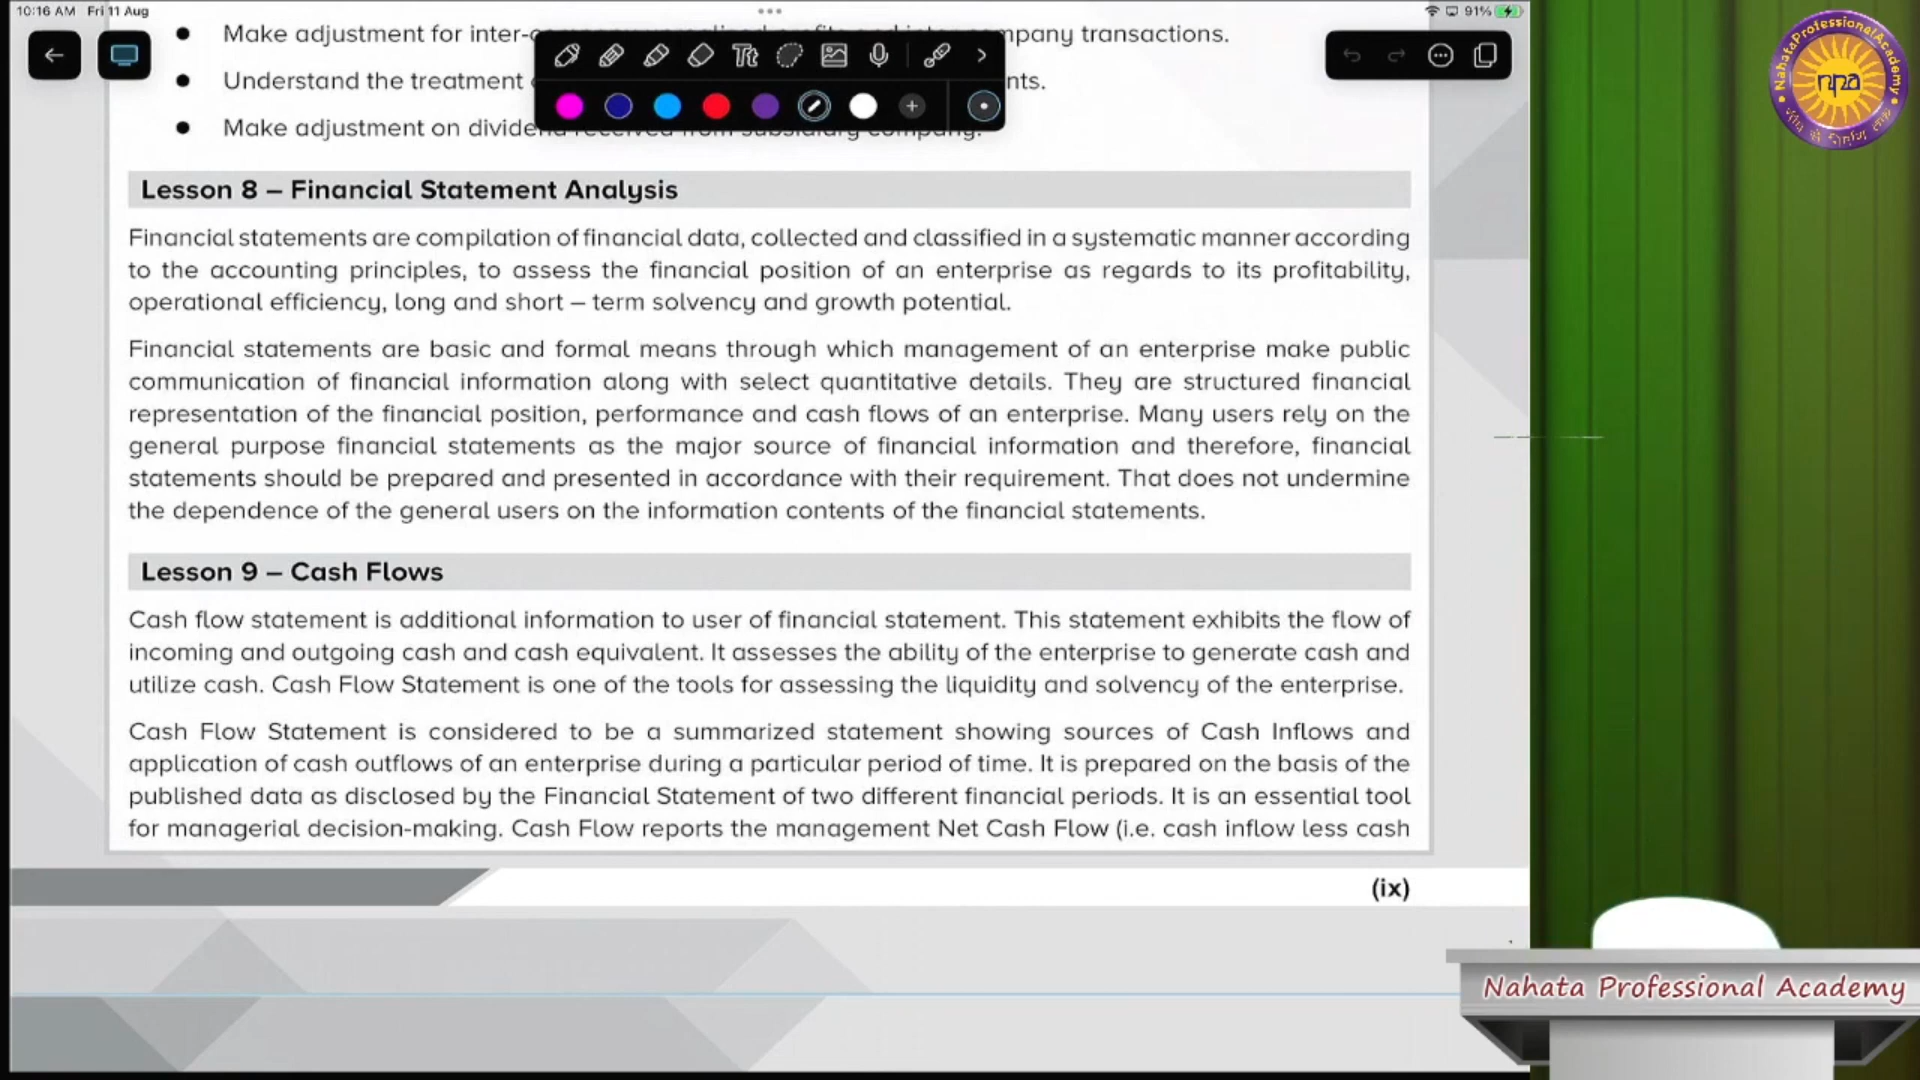 10:16 AM Fri 11 Aug
91%
Make adjustment for inter-company transactions.
Understand the treatment
Make adjustment on dividend received from subsidiary company.
Lesson 8 – Financial Statement Analysis
Financial statements are compilation of financial data, collected and classified in a systematic manner according
to the accounting principles, to assess the financial position of an enterprise as regards to its profitability,
operational efficiency, long and short – term solvency and growth potential.
Financial statements are basic and formal means through which management of an enterprise make public
communication of financial information along with select quantitative details. They are structured financial
representation of the financial position, performance and cash flows of an enterprise. Many users rely on the
general purpose financial statements as the major source of financial information and therefore, financial
statements should be prepared and presented in accordance with their requirement. That does not undermine
the dependence of the general users on the information contents of the financial statements.
Lesson 9 – Cash Flows
Cash flow statement is additional information to user of financial statement. This statement exhibits the flow of
incoming and outgoing cash and cash equivalent. It assesses the ability of the enterprise to generate cash and
utilize cash. Cash Flow Statement is one of the tools for assessing the liquidity and solvency of the enterprise.
Cash Flow Statement is considered to be a summarized statement showing sources of Cash Inflows and
application of cash outflows of an enterprise during a particular period of time. It is prepared on the basis of the
published data as disclosed by the Financial Statement of two different financial periods. It is an essential tool
for managerial decision-making. Cash Flow reports the management Net Cash Flow (i.e. cash inflow less cash
(ix)
Tt
Nahata Professional Academy
npa
Nahata Professional Academy